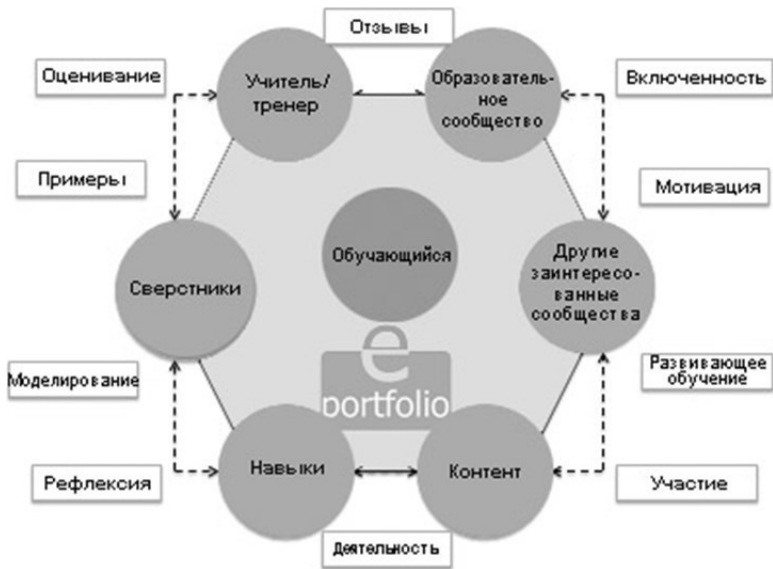 Отзывы
Оценивание
Учитель/
тренер
Образователь-
ное
сообщество
Включенность
Примеры
Мотивация
Сверстники
Обучающийся
Другие
заинтересо-
ванные
сообщества
e
portfolio
Моделирование
Развивающее
обучение
Рефлексия
Навыки
Контент
Участие
Деятельность